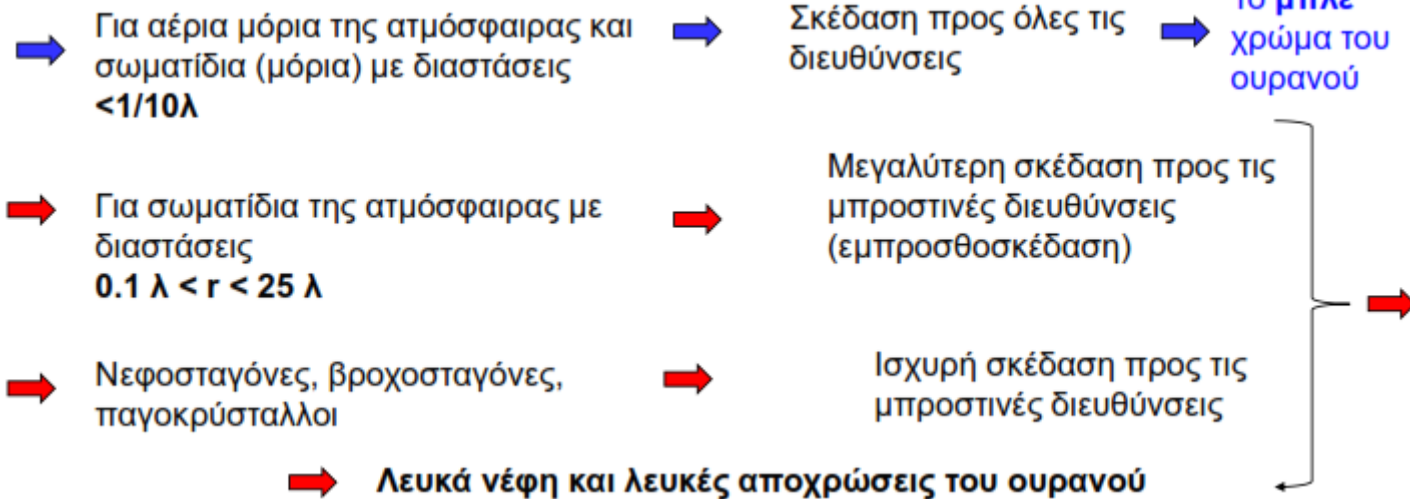 Για αέρια μόρια της ατμόσφαιρας και
σωματίδια (μόρια) με διαστάσεις
<1/10λ
Σκέδαση προς όλες τις
διευθύνσεις
Το μπλε
χρώμα του
ουρανού
Για σωματίδια της ατμόσφαιρας με
διαστάσεις
0.1 λ < r < 25 λ
Μεγαλύτερη σκέδαση προς τις
μπροστινές διευθύνσεις
(εμπροσθοσκέδαση)
Νεφοσταγόνες, βροχοσταγόνες,
παγοκρύσταλλοι
Ισχυρή σκέδαση προς τις
μπροστινές διευθύνσεις
Λευκά νέφη και λευκές αποχρώσεις του ουρανού